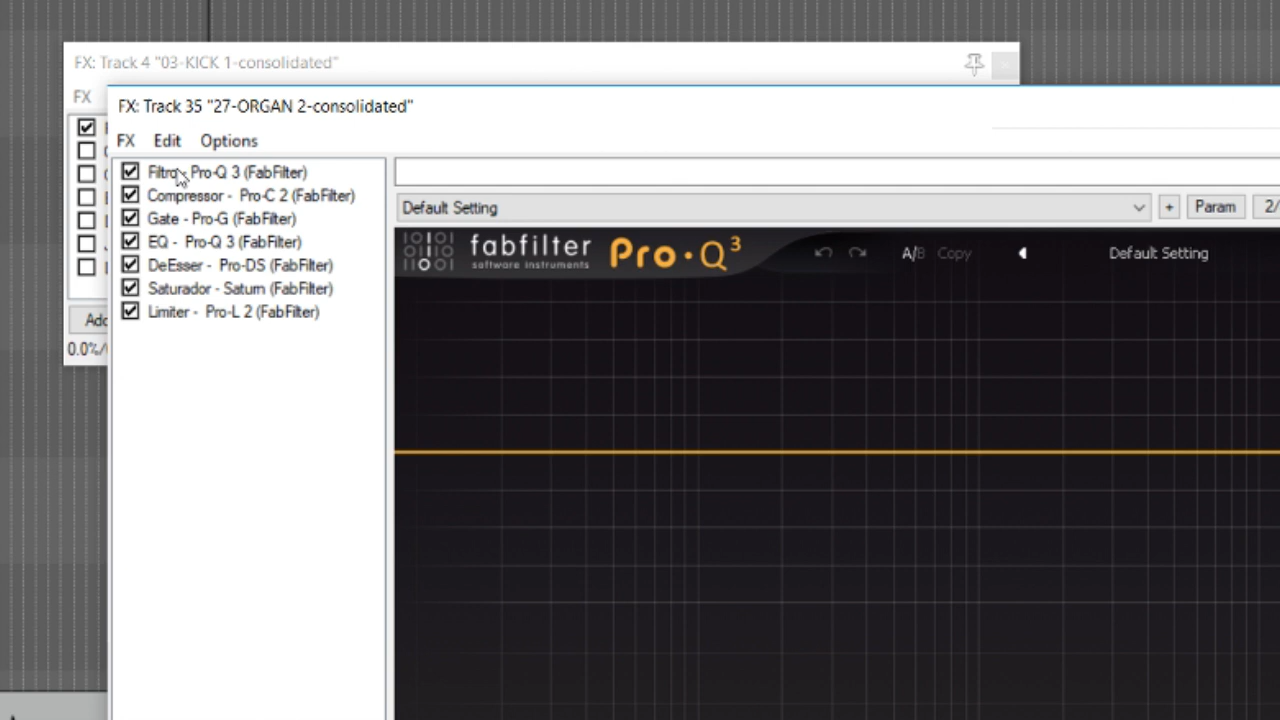 FX: Track 4 "03-KICK 1-consolidated"
FX
FX: Track 35 "27-ORGAN 2-consolidated"
FX Edit Options
Filtro - Pro-Q 3 (FabFilter)
Compressor - Pro-C 2 (FabFilter)
Gate - Pro-G (FabFilter)
EQ - Pro-Q 3 (FabFilter)
DeEsser - Pro-DS (FabFilter)
Saturador - Saturn (FabFilter)
Limiter - Pro-L 2 (FabFilter)
Default Setting
+ Param 2/
fabfilter
software instruments
Pro·Q3
A/B Copy
Default Setting
0.0%/